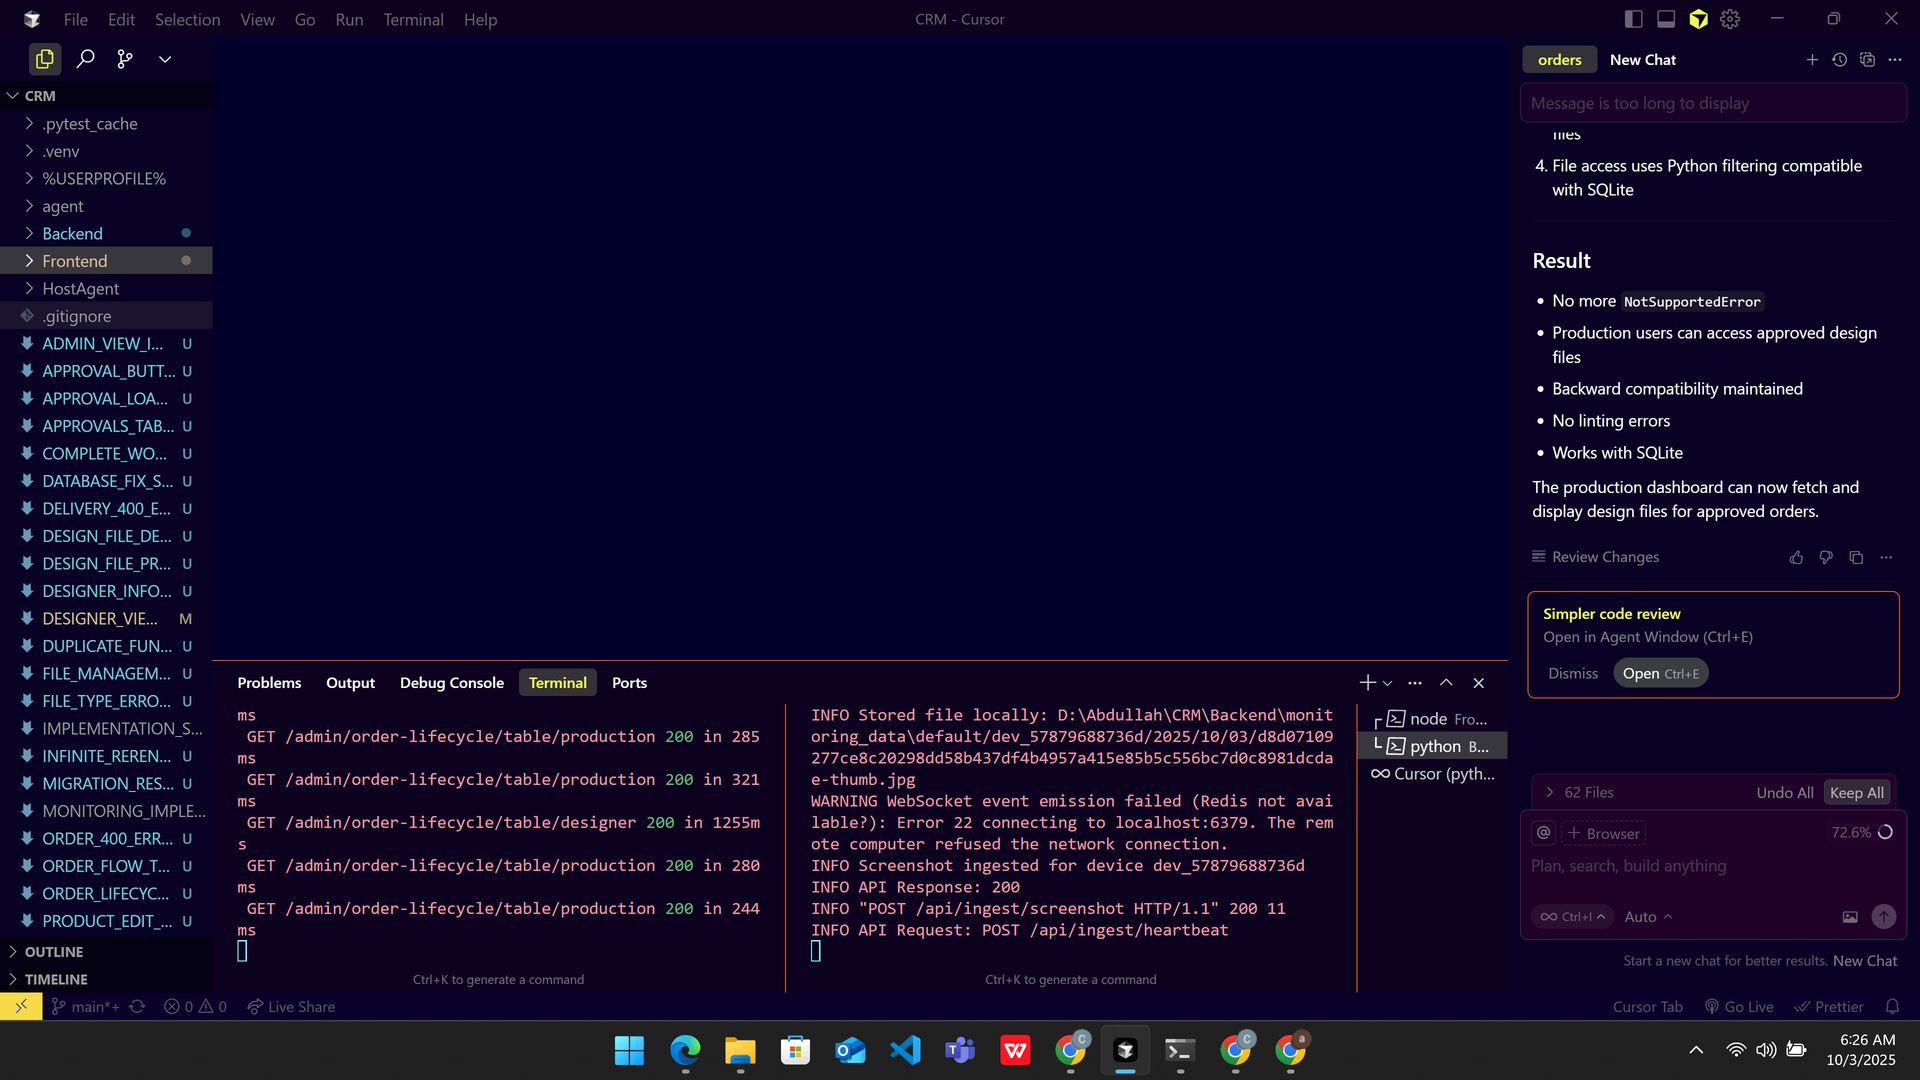 File Edit Selection View Go Run Terminal Help
CRM - Cursor
CRM
.pytest_cache
.venv
%USERPROFILE%
agent
Backend
Frontend
HostAgent
.gitignore
ADMIN_VIEW_I... U
APPROVAL_BUTT... U
APPROVAL_LOA... U
APPROVALS_TAB... U
COMPLETE_WO... U
DATABASE_FIX_S... U
DELIVERY_400_E... U
DESIGN_FILE_DE... U
DESIGN_FILE_PR... U
DESIGNER_INFO... U
DESIGNER_VIE... M
DUPLICATE_FUN... U
FILE_MANAGEM... U
FILE_TYPE_ERRO... U
IMPLEMENTATION_S...
INFINITE_REREN... U
MIGRATION_RES... U
MONITORING_IMPLE...
ORDER_400_ERR... U
ORDER_FLOW_T... U
ORDER_LIFECYC... U
PRODUCT_EDIT_... U
OUTLINE
TIMELINE
Problems Output Debug Console Terminal Ports
ms
GET /admin/order-lifecycle/table/production 200 in 285
ms
GET /admin/order-lifecycle/table/production 200 in 321
ms
GET /admin/order-lifecycle/table/designer 200 in 1255m
s
GET /admin/order-lifecycle/table/production 200 in 280
ms
GET /admin/order-lifecycle/table/production 200 in 244
ms
Ctrl+K to generate a command
INFO Stored file locally: D:\Abdullah\CRM\Backend\monit
oring_data\default/dev_57879688736d/2025/10/03/d8d07109
277ce8c20298dd58b437df4b4957a415e85b5c556bc7d0c8981dcda
e-thumb.jpg
WARNING WebSocket event emission failed (Redis not avai
lable?): Error 22 connecting to localhost:6379. The rem
ote computer refused the network connection.
INFO Screenshot ingested for device dev_57879688736d
INFO API Response: 200
INFO "POST /api/ingest/screenshot HTTP/1.1" 200 11
INFO API Request: POST /api/ingest/heartbeat
Ctrl+K to generate a command
node Fro...
python B...
Cursor (pyth...
orders New Chat
Message is too long to display
files
4. File access uses Python filtering compatible
with SQLite
Result
• No more NotSupportedError
• Production users can access approved design
files
• Backward compatibility maintained
• No linting errors
• Works with SQLite
The production dashboard can now fetch and
display design files for approved orders.
Review Changes
Simpler code review
Open in Agent Window (Ctrl+E)
Dismiss Open Ctrl+E
62 Files Undo All Keep All
@ + Browser 72.6%
Plan, search, build anything
∞ Ctrl+I Auto
Start a new chat for better results. New Chat
main*+ 0 0 Live Share
Cursor Tab Go Live Prettier
6:26 AM
10/3/2025